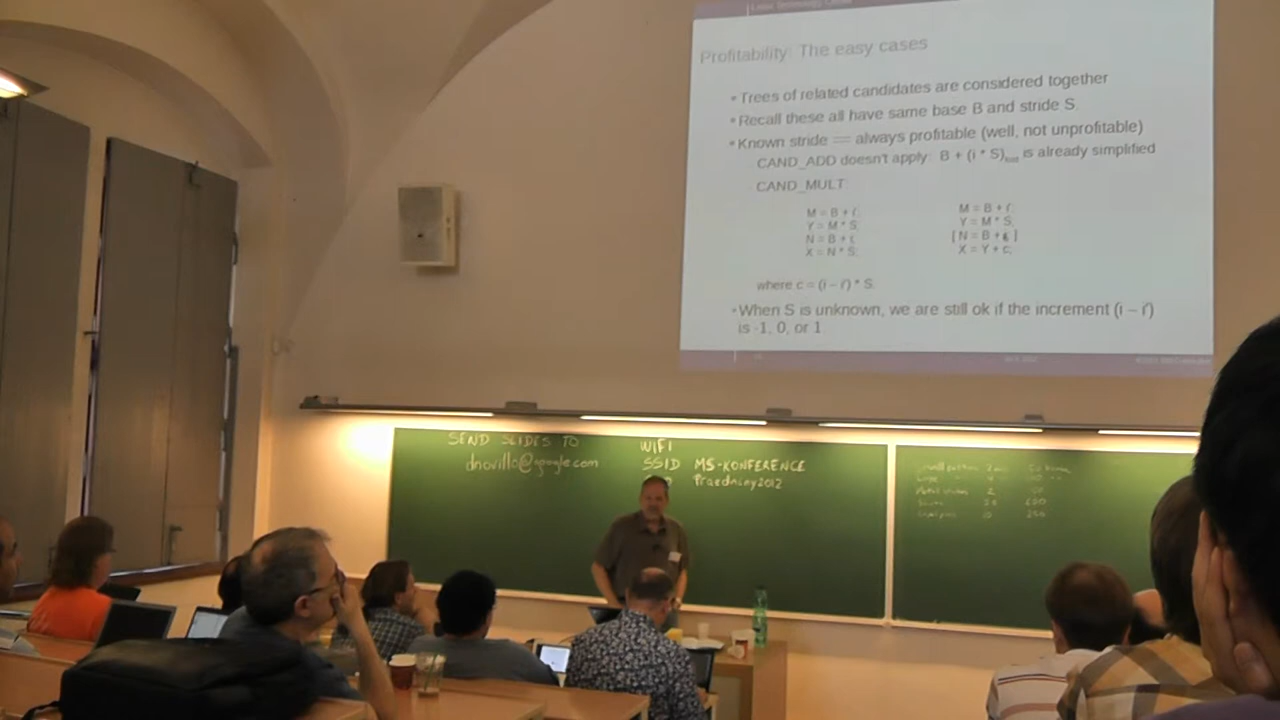 Profitability: The easy cases
• Trees of related candidates are considered together
• Recall these all have same base B and stride S
• Known stride == always profitable (well, not unprofitable)
CAND_ADD doesn't apply: B + (i * S) is already simplified
CAND_MULT
M = B + i';
Y = M * S;
N = B + i;
X = N * S;
M = B + i';
Y = M * S;
[ N = B + i; ]
X = Y + c;
where c = (i – i') * S
• When S is unknown, we are still ok if the increment (i – i')
is -1, 0, or 1
SEND SLIDES TO
dnovillo@google.com
WIFI
SSID MS-KONFERENCE
Praedniny2012